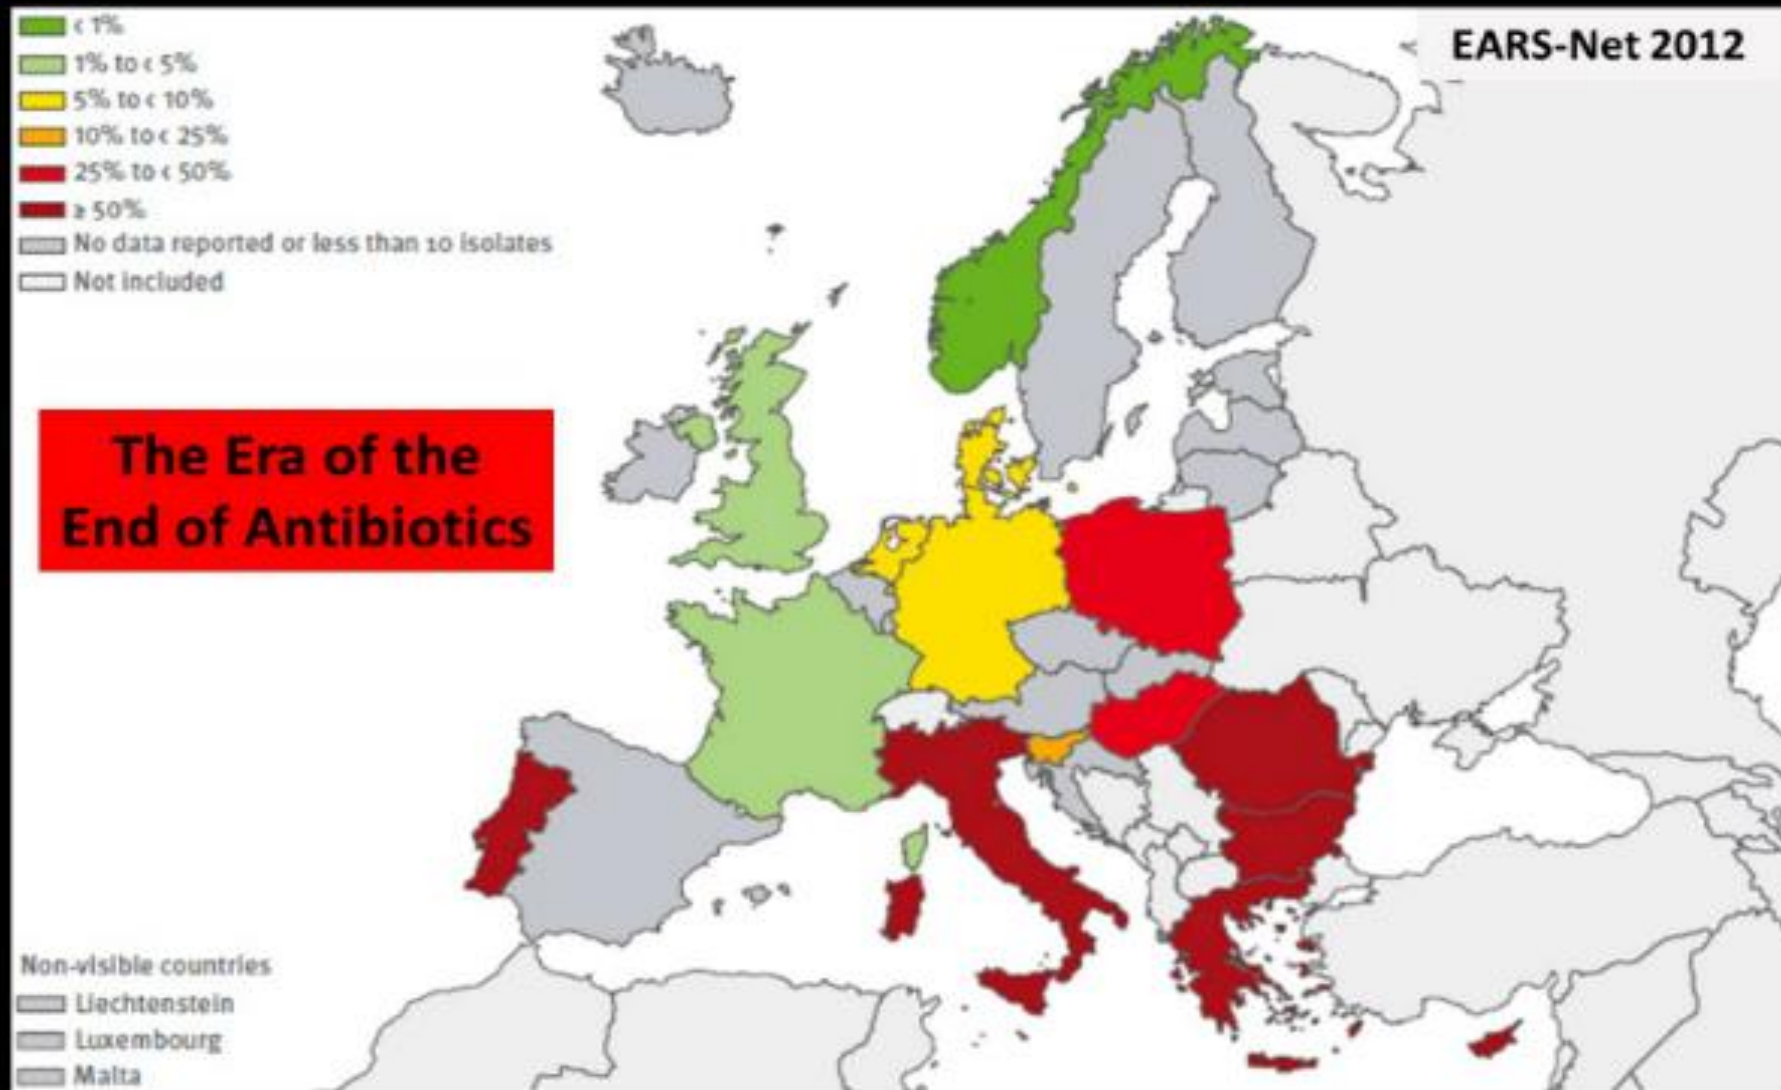 < 1%
1% to < 5%
5% to < 10%
10% to < 25%
25% to < 50%
≥ 50%
No data reported or less than 10 isolates
Not included
EARS-Net 2012
The Era of the
End of Antibiotics
Non-visible countries
Liechtenstein
Luxembourg
Malta